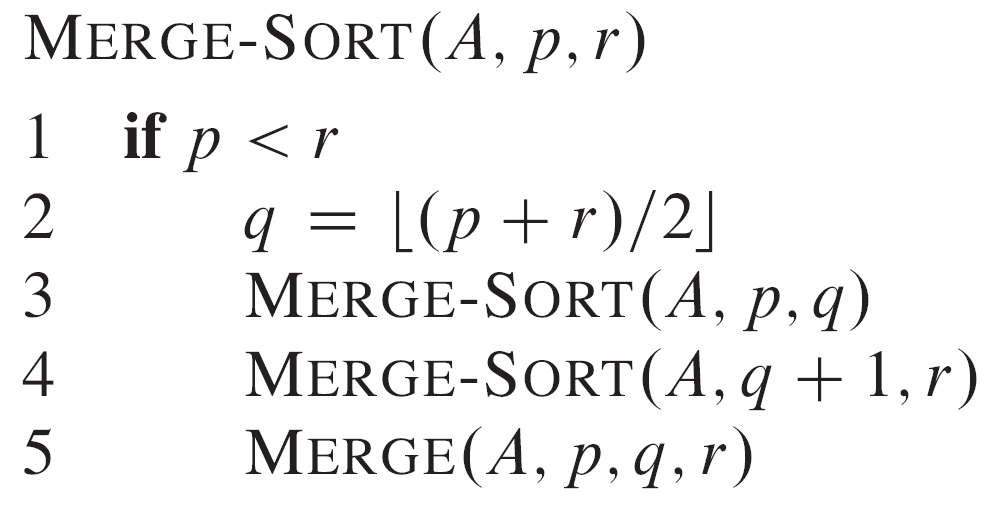 MERGE-SORT(A, p, r)
1 if p < r
2 q = ⌊(p + r)/2⌋
3 MERGE-SORT(A, p, q)
4 MERGE-SORT(A, q + 1, r)
5 MERGE(A, p, q, r)